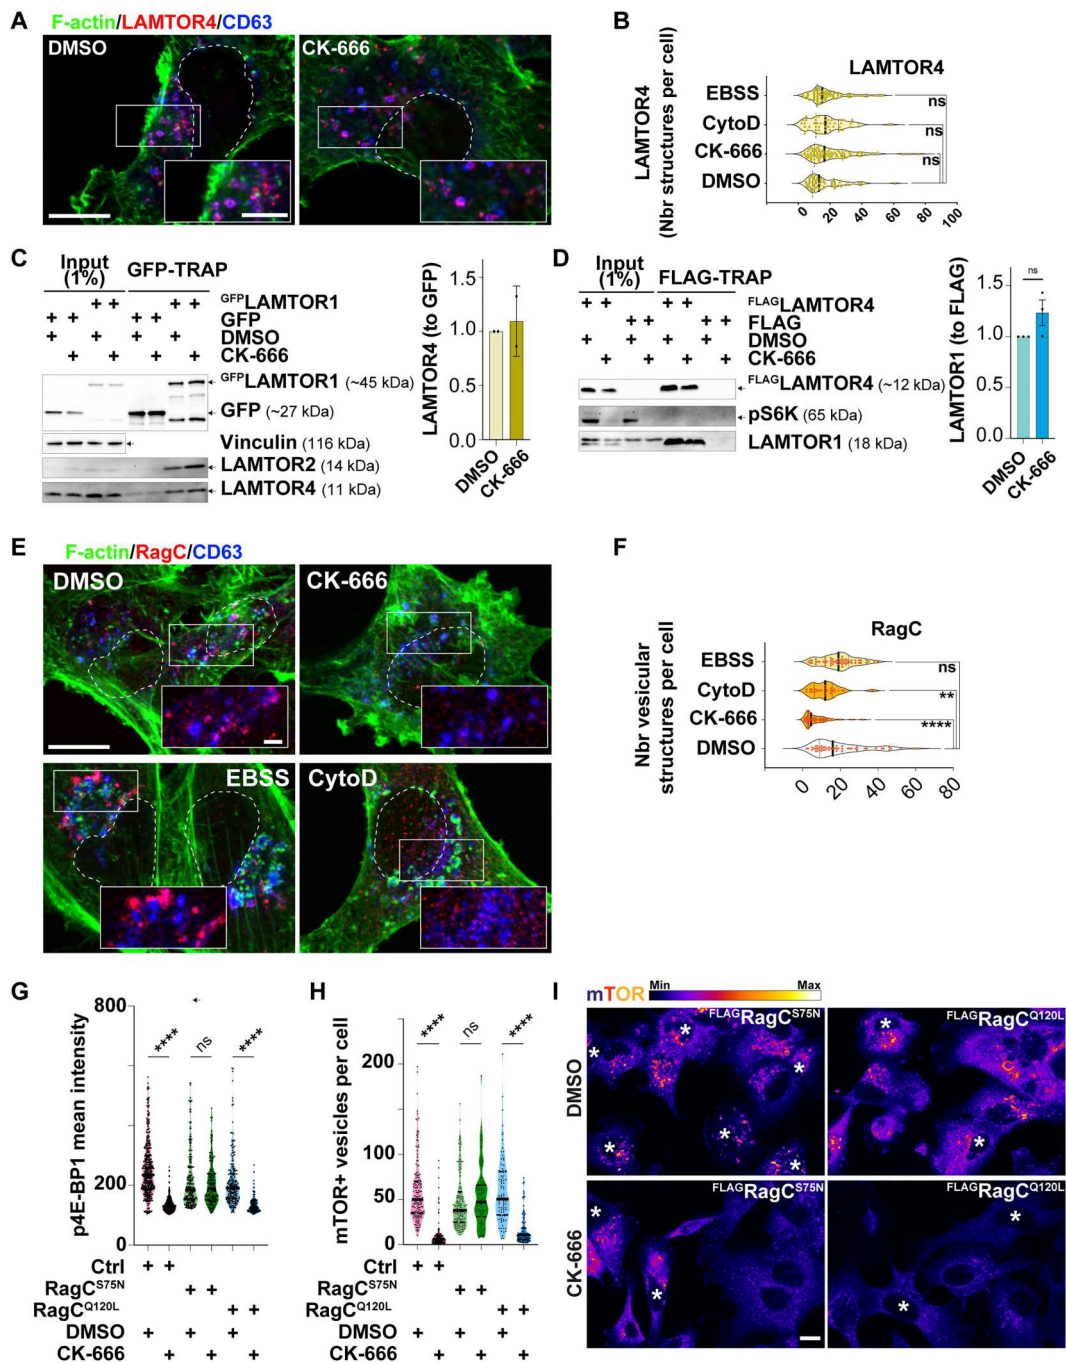 A
F-actin/LAMTOR4/CD63
DMSO
CK-666
B
LAMTOR4
LAMTOR4
(Nbr structures per cell)
EBSS
CytoD
CK-666
DMSO
ns
ns
ns
0
20
40
60
80
100
C
Input
(1%)
GFP-TRAP
+ + + + GFPLAMTOR1
+ + + + GFP
+ + + + DMSO
+ + + + CK-666
GFPLAMTOR1 (~45 kDa)
GFP (~27 kDa)
Vinculin (116 kDa)
LAMTOR2 (14 kDa)
LAMTOR4 (11 kDa)
LAMTOR4 (to GFP)
1.5
1.0
0.5
0.0
DMSO
CK-666
D
Input
(1%)
FLAG-TRAP
+ + + + FLAGLAMTOR4
+ + + + FLAG
+ + + + DMSO
+ + + + CK-666
FLAGLAMTOR4 (~12 kDa)
pS6K (65 kDa)
LAMTOR1 (18 kDa)
LAMTOR1 (to FLAG)
ns
1.5
1.0
0.5
0.0
DMSO
CK-666
E
F-actin/RagC/CD63
DMSO
CK-666
EBSS
CytoD
F
RagC
Nbr vesicular
structures per cell
EBSS
CytoD
CK-666
DMSO
ns
**
****
0
20
40
60
80
G
p4E-BP1 mean intensity
800
200
0
****
ns
****
Ctrl + +
RagCS75N + +
RagCQ120L + +
DMSO + + +
CK-666 + + +
H
mTOR+ vesicles per cell
200
100
50
0
****
ns
****
Ctrl + +
RagCS75N + +
RagCQ120L + +
DMSO + + +
CK-666 + + +
I
mTOR
Min
Max
DMSO
CK-666
FLAGRagCS75N
FLAGRagCQ120L
FLAGRagCS75N
FLAGRagCQ120L
* * * * * *
* *
* *
* *